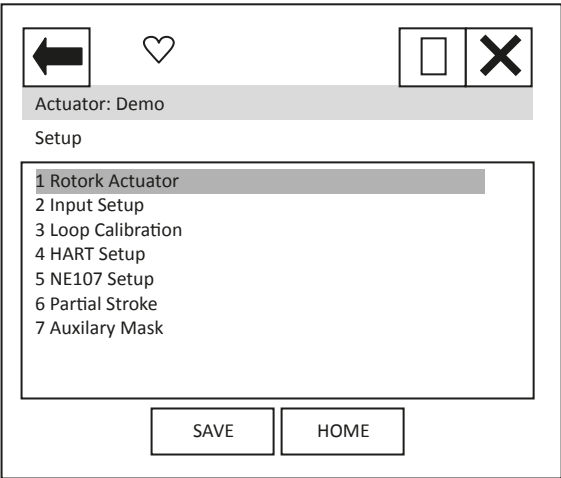 Actuator: Demo
Setup
1 Rotork Actuator
2 Input Setup
3 Loop Calibration
4 HART Setup
5 NE107 Setup
6 Partial Stroke
7 Auxilary Mask
SAVE HOME